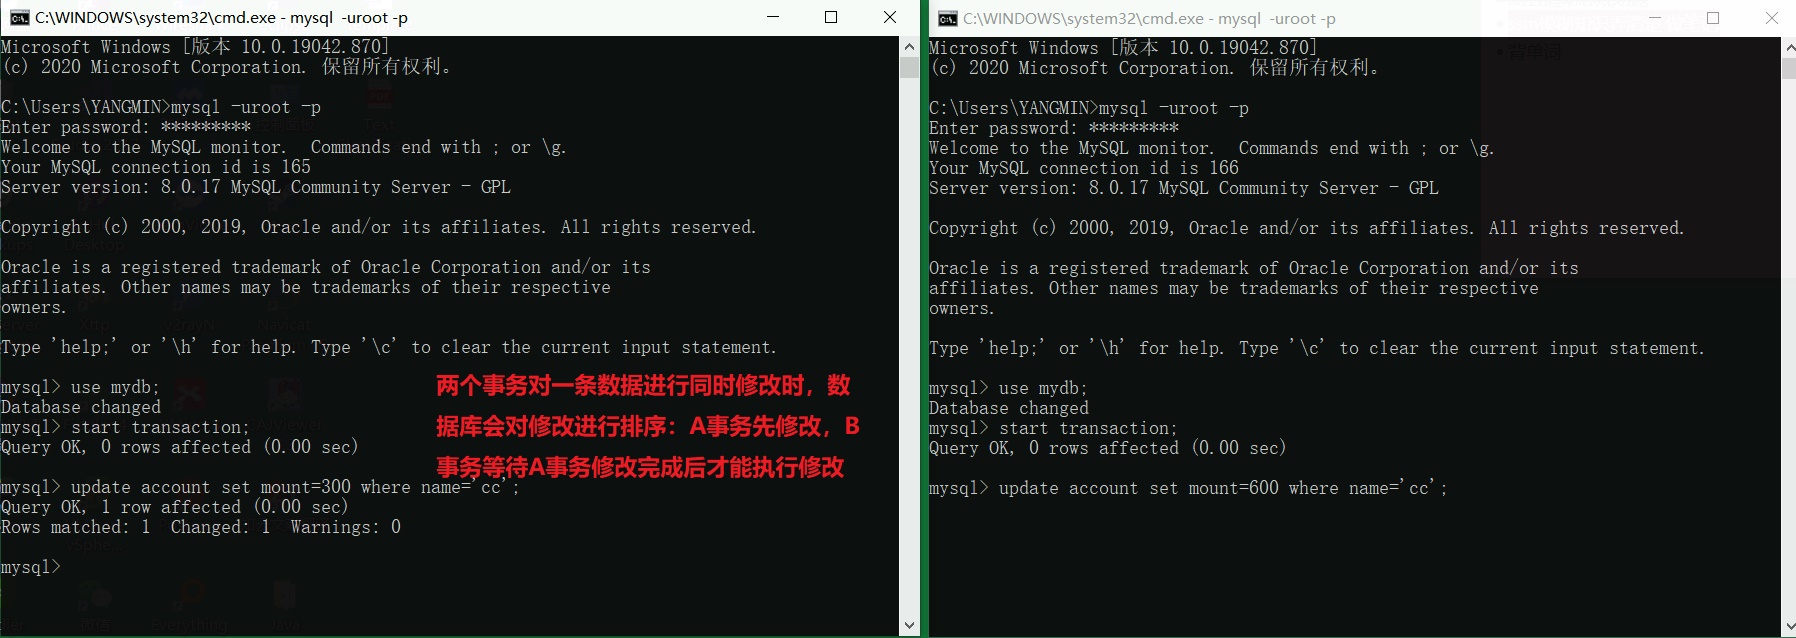 C:\WINDOWS\system32\cmd.exe - mysql  -uroot -p
Microsoft Windows [版本 10.0.19042.870]
(c) 2020 Microsoft Corporation. 保留所有权利。
C:\Users\YANGMIN>mysql -uroot -p
Enter password: *********
Welcome to the MySQL monitor.  Commands end with ; or \g.
Your MySQL connection id is 165
Server version: 8.0.17 MySQL Community Server - GPL
Copyright (c) 2000, 2019, Oracle and/or its affiliates. All rights reserved.
Oracle is a registered trademark of Oracle Corporation and/or its
affiliates. Other names may be trademarks of their respective
owners.
Type 'help;' or '\h' for help. Type '\c' to clear the current input statement.
mysql> use mydb;
Database changed
mysql> start transaction;
Query OK, 0 rows affected (0.00 sec)
mysql> update account set mount=300 where name='cc';
Query OK, 1 row affected (0.00 sec)
Rows matched: 1  Changed: 1  Warnings: 0
mysql>
两个事务对一条数据进行同时修改时，数
据库会对修改进行排序：A事务先修改，B
事务等待A事务修改完成后才能执行修改
C:\WINDOWS\system32\cmd.exe - mysql  -uroot -p
Microsoft Windows [版本 10.0.19042.870]
(c) 2020 Microsoft Corporation. 保留所有权利。
C:\Users\YANGMIN>mysql -uroot -p
Enter password: *********
Welcome to the MySQL monitor.  Commands end with ; or \g.
Your MySQL connection id is 166
Server version: 8.0.17 MySQL Community Server - GPL
Copyright (c) 2000, 2019, Oracle and/or its affiliates. All rights reserved.
Oracle is a registered trademark of Oracle Corporation and/or its
affiliates. Other names may be trademarks of their respective
owners.
Type 'help;' or '\h' for help. Type '\c' to clear the current input statement.
mysql> use mydb;
Database changed
mysql> start transaction;
Query OK, 0 rows affected (0.00 sec)
mysql> update account set mount=600 where name='cc';